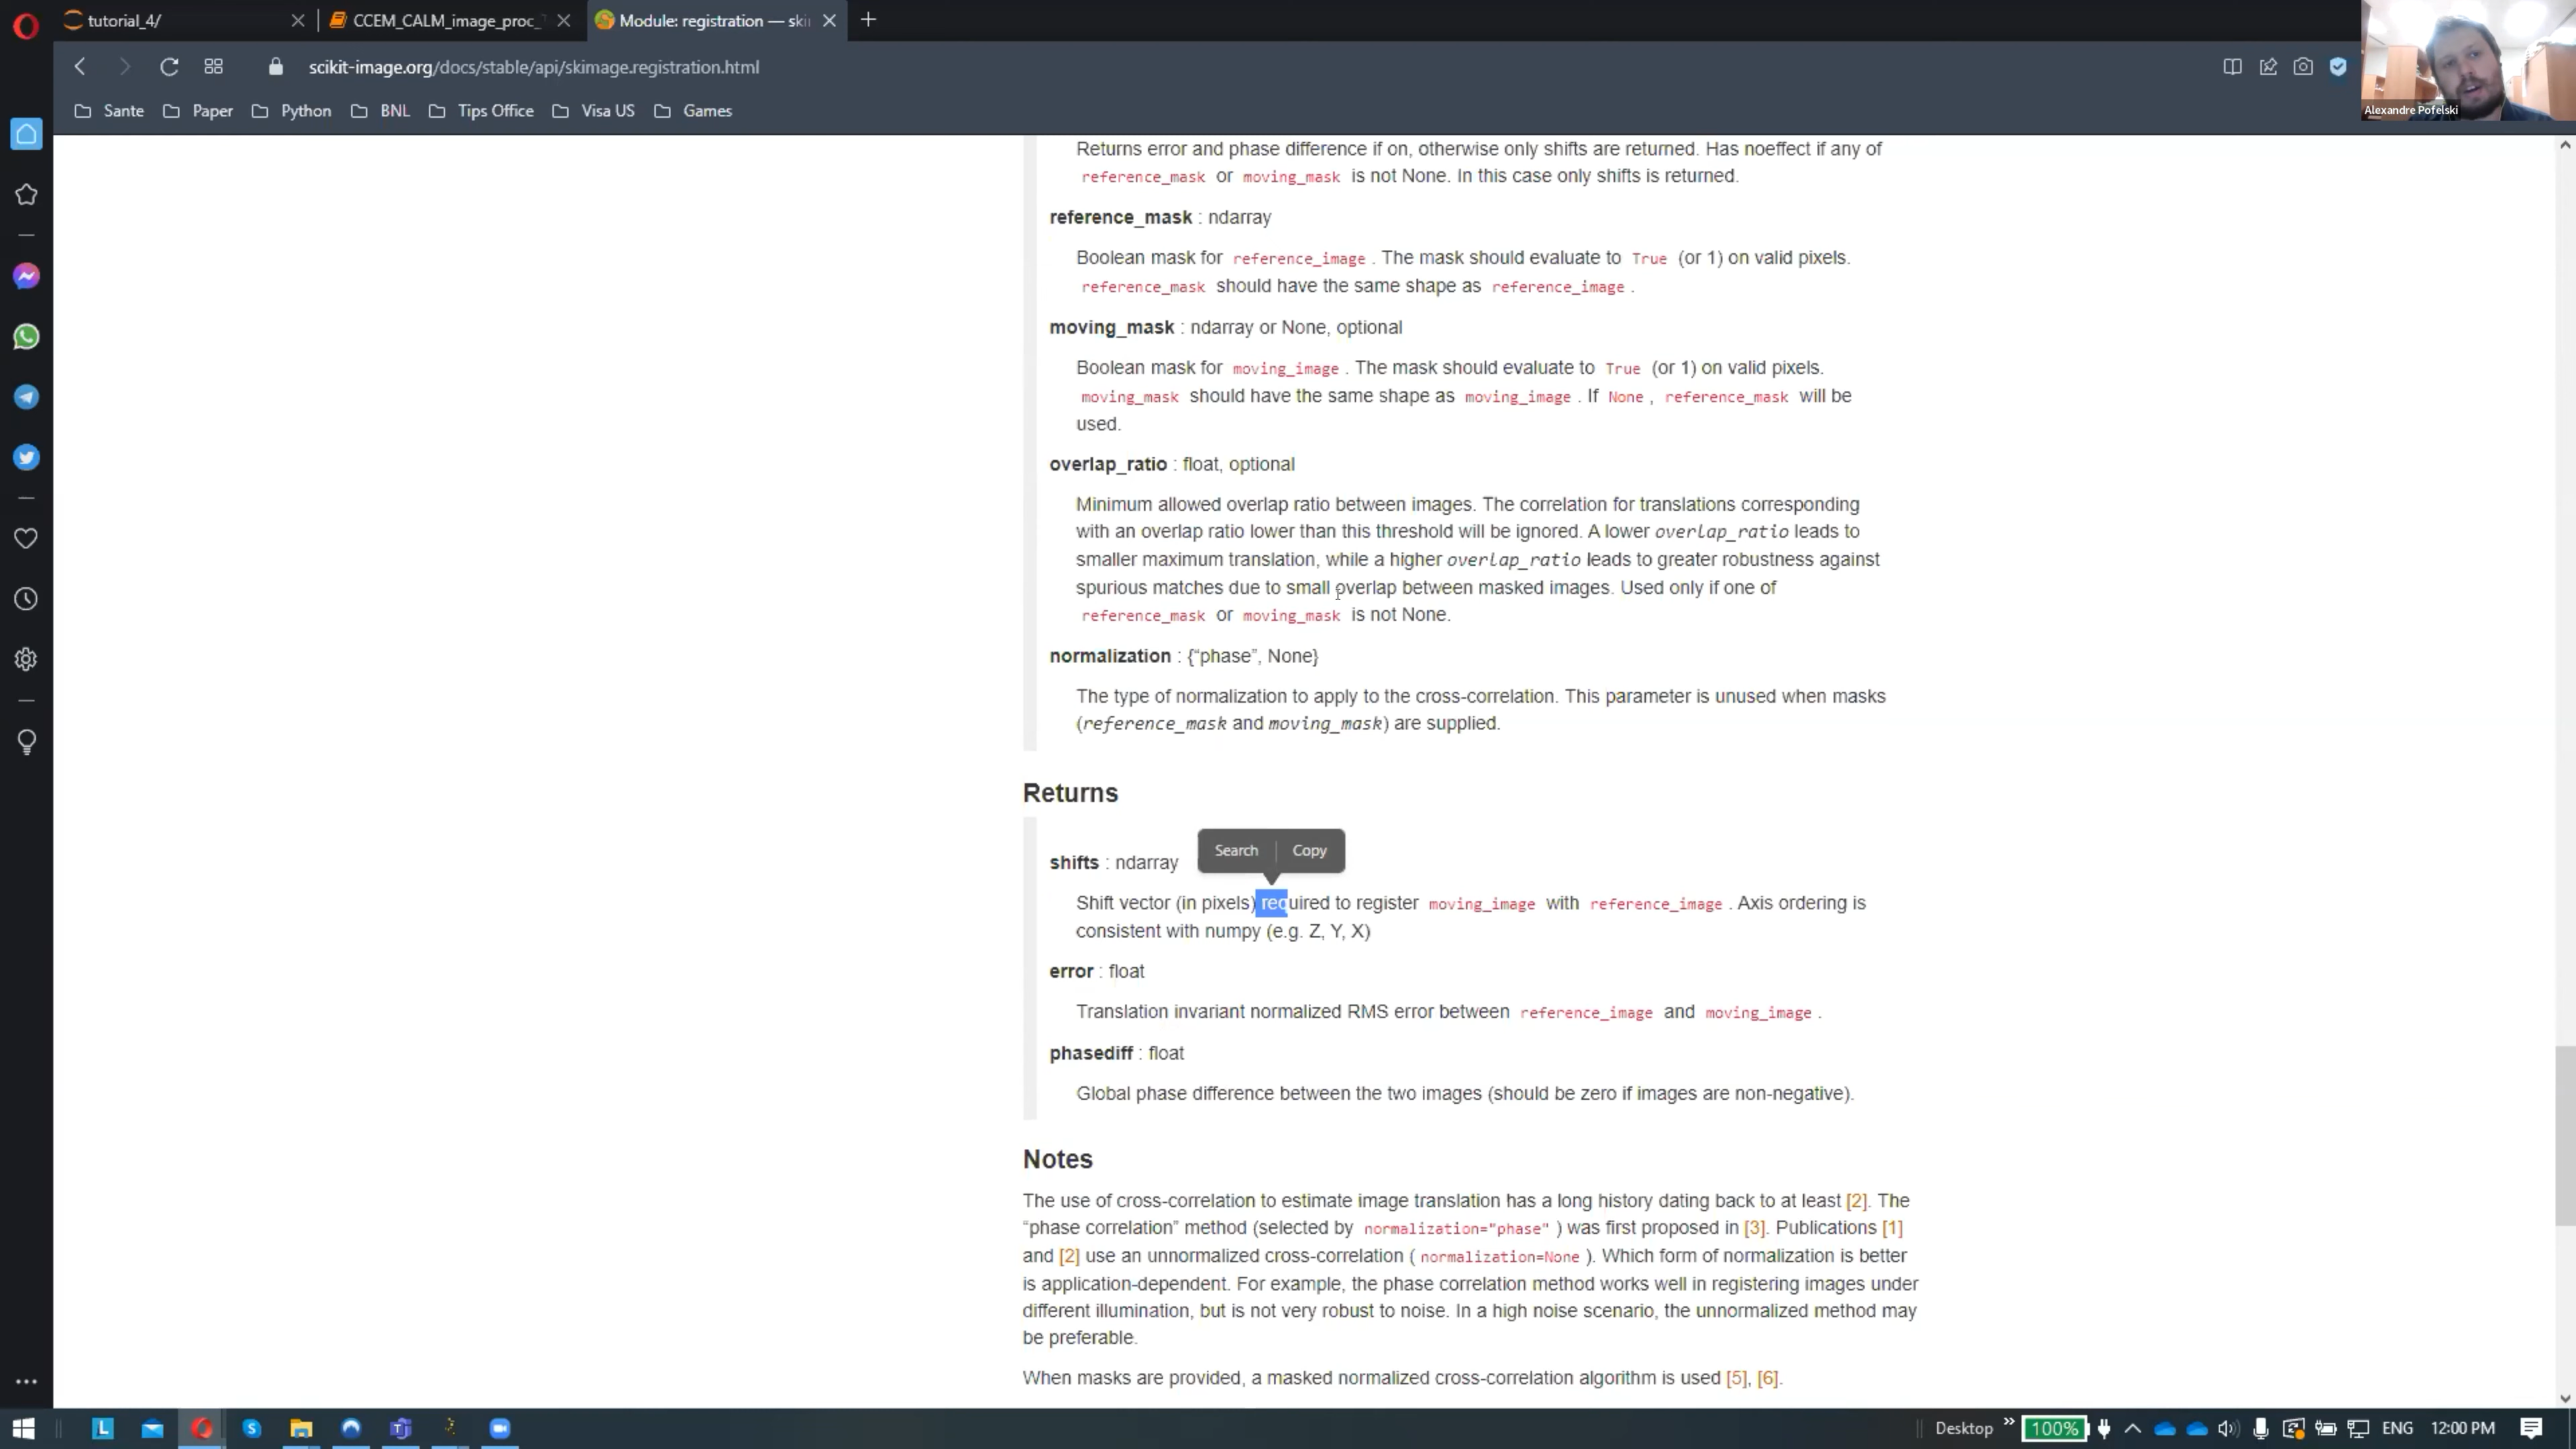 tutorial_4/
CCEM_CALM_image_proc_
Module: registration — ski
scikit-image.org/docs/stable/api/skimage.registration.html
Sante Paper Python BNL Tips Office Visa US Games
Alexandre Pofelski
Returns error and phase difference if on, otherwise only shifts are returned. Has noeffect if any of
reference_mask or moving_mask is not None. In this case only shifts is returned.
reference_mask : ndarray
Boolean mask for reference_image . The mask should evaluate to True (or 1) on valid pixels.
reference_mask should have the same shape as reference_image .
moving_mask : ndarray or None, optional
Boolean mask for moving_image . The mask should evaluate to True (or 1) on valid pixels.
moving_mask should have the same shape as moving_image . If None , reference_mask will be
used.
overlap_ratio : float, optional
Minimum allowed overlap ratio between images. The correlation for translations corresponding
with an overlap ratio lower than this threshold will be ignored. A lower overlap_ratio leads to
smaller maximum translation, while a higher overlap_ratio leads to greater robustness against
spurious matches due to small overlap between masked images. Used only if one of
reference_mask or moving_mask is not None.
normalization : {“phase”, None}
The type of normalization to apply to the cross-correlation. This parameter is unused when masks
(reference_mask and moving_mask) are supplied.
Returns
Search Copy
shifts : ndarray
Shift vector (in pixels) required to register moving_image with reference_image . Axis ordering is
consistent with numpy (e.g. Z, Y, X)
error : float
Translation invariant normalized RMS error between reference_image and moving_image .
phasediff : float
Global phase difference between the two images (should be zero if images are non-negative).
Notes
The use of cross-correlation to estimate image translation has a long history dating back to at least [2]. The
“phase correlation” method (selected by normalization="phase" ) was first proposed in [3]. Publications [1]
and [2] use an unnormalized cross-correlation ( normalization=None ). Which form of normalization is better
is application-dependent. For example, the phase correlation method works well in registering images under
different illumination, but is not very robust to noise. In a high noise scenario, the unnormalized method may
be preferable.
When masks are provided, a masked normalized cross-correlation algorithm is used [5], [6].
Desktop 100% ENG 12:00 PM